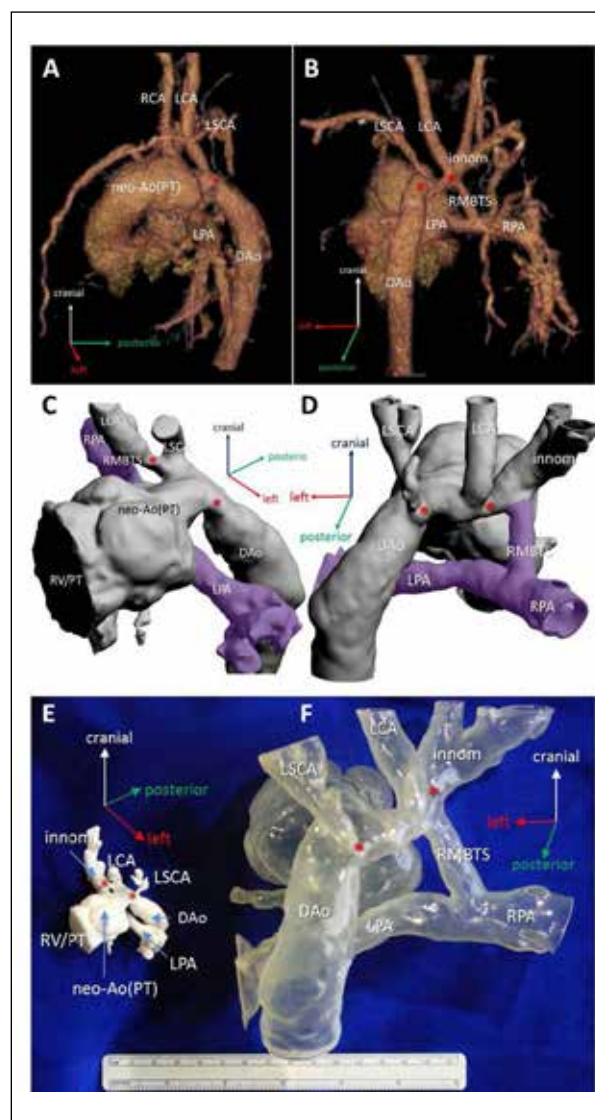 A
RCA LCA
LSCA
neo-Ao(PT)
LPA
DAo
cranial
posterior
left
B
LSCA
LCA
innom
RMBTS
LPA
RPA
DAo
cranial
left
posterior
C
LCA
RPA
RMBTS
LSCA
neo-Ao(PT)
RV/PT
DAo
LPA
cranial
posterio
left
D
LSCA
LCA
innom
DAo
RMBTS
LPA
RPA
cranial
left
posterior
E
cranial
posterior
left
innom
LCA
LSCA
DAo
RV/PT
LPA
neo-Ao(PT)
F
LCA
innom
LSCA
RMBTS
DAo
LPA
RPA
cranial
left
posterior